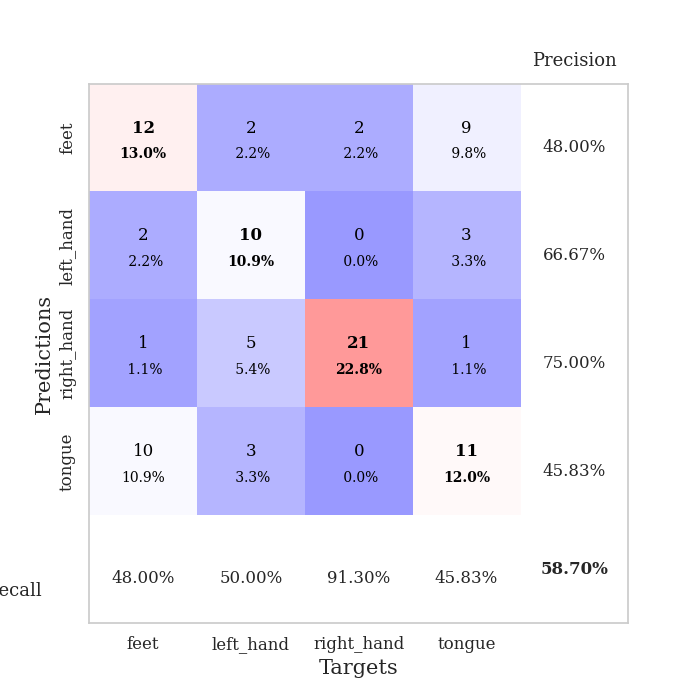 Precision
12 2 2 9
13.0% 2.2% 2.2% 9.8% 48.00%
feet
2 10 0 3
2.2% 10.9% 0.0% 3.3% 66.67%
left_hand
1 5 21 1
1.1% 5.4% 22.8% 1.1% 75.00%
right_hand
Predictions
10 3 0 11
10.9% 3.3% 0.0% 12.0% 45.83%
tongue
48.00% 50.00% 91.30% 45.83% 58.70%
ecall
feet left_hand right_hand tongue
Targets